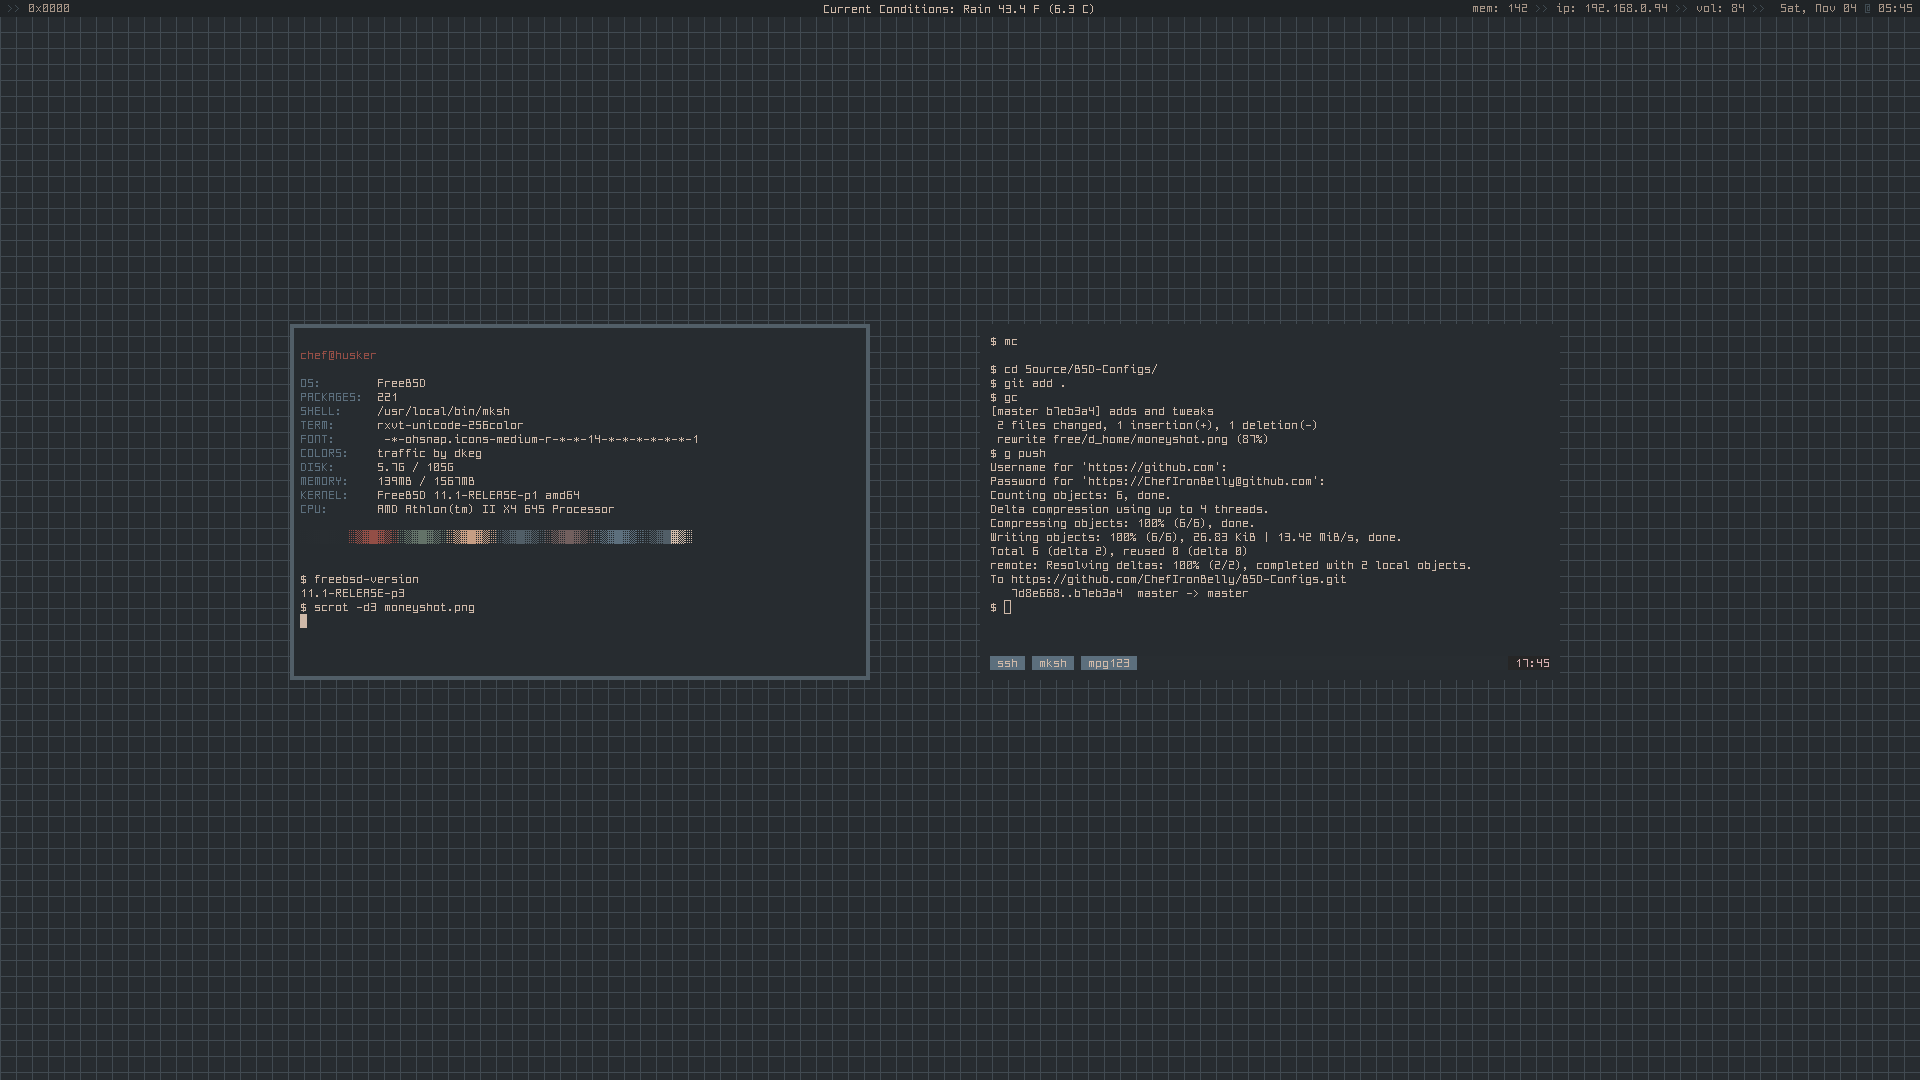 >> 0x0000
Current Conditions: Rain 43.4 F (6.3 C)
mem: 142 >> ip: 192.168.0.94 >> vol: 84 >> Sat, Nov 04 @ 05:45
chef@husker
OS: FreeBSD
PACKAGES: 221
SHELL: /usr/local/bin/mksh
TERM: rxvt-unicode-256color
FONT: -*-ohsnap.icons-medium-r-*-*-14-*-*-*-*-*-*-1
COLORS: traffic by dkeg
DISK: 5.7G / 105G
MEMORY: 139MB / 1567MB
KERNEL: FreeBSD 11.1-RELEASE-p1 amd64
CPU: AMD Athlon(tm) II X4 645 Processor
$ freebsd-version
11.1-RELEASE-p3
$ scrot -d3 moneyshot.png
$ mc
$ cd Source/BSD-Configs/
$ git add .
$ gc
[master b7eb3a4] adds and tweaks
2 files changed, 1 insertion(+), 1 deletion(-)
rewrite free/d_home/moneyshot.png (87%)
$ g push
Username for 'https://github.com':
Password for 'https://ChefIronBelly@github.com':
Counting objects: 6, done.
Delta compression using up to 4 threads.
Compressing objects: 100% (6/6), done.
Writing objects: 100% (6/6), 26.83 KiB | 13.42 MiB/s, done.
Total 6 (delta 2), reused 0 (delta 0)
remote: Resolving deltas: 100% (2/2), completed with 2 local objects.
To https://github.com/ChefIronBelly/BSD-Configs.git
7d8e668..b7eb3a4 master -> master
$
ssh mksh mpg123 17:45